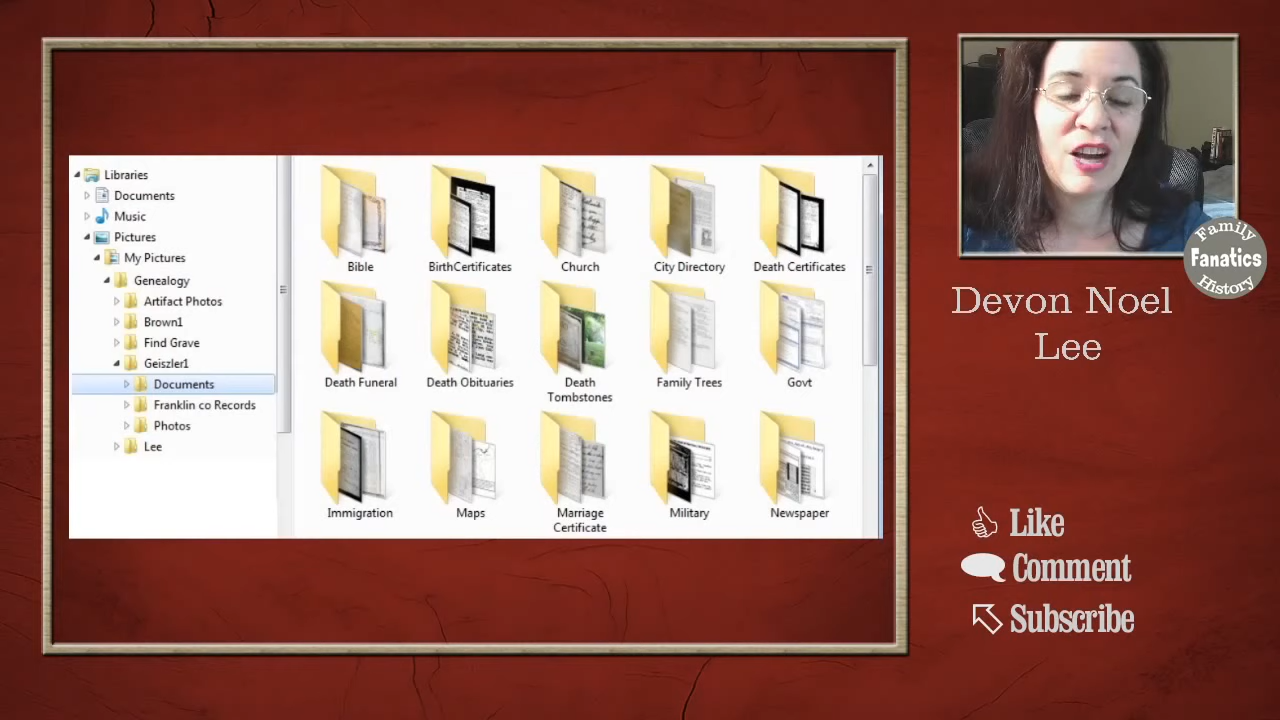 Libraries
Documents
Music
Pictures
My Pictures
Genealogy
Artifact Photos
Brown1
Find Grave
Geiszler1
Documents
Franklin co Records
Photos
Lee
Bible
BirthCertificates
Church
City Directory
Death Certificates
Death Funeral
Death Obituaries
Death
Tombstones
Family Trees
Govt
Immigration
Maps
Marriage
Certificate
Military
Newspaper
Family
Fanatics
History
Devon Noel
Lee
Like
Comment
Subscribe